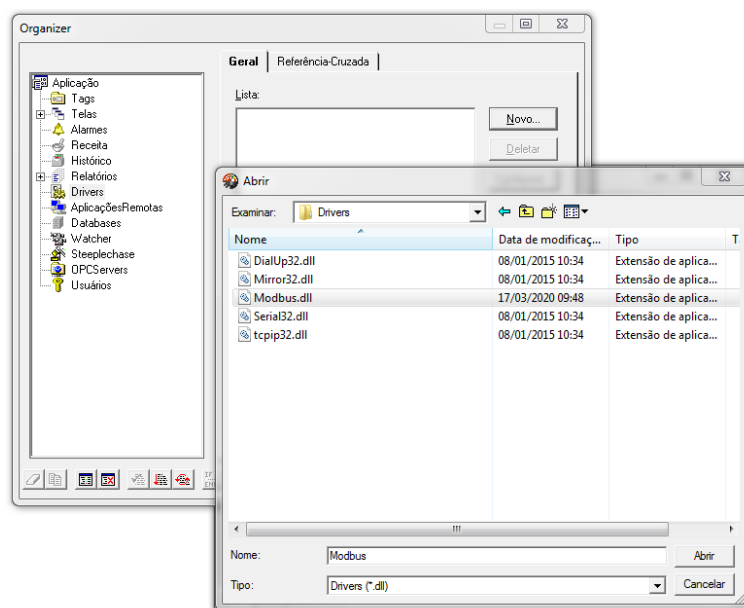 Organizer
Geral
Referência-Cruzada
Aplicação
Tags
Telas
Alarmes
Receita
Histórico
Relatórios
Drivers
AplicaçõesRemotas
Databases
Watcher
Steeplechase
OPCServers
Usuários
Lista:
Novo...
Deletar
Abrir
Examinar: Drivers
Nome Data de modificaç... Tipo T
DialUp32.dll 08/01/2015 10:34 Extensão de aplica...
Mirror32.dll 08/01/2015 10:34 Extensão de aplica...
Modbus.dll 17/03/2020 09:48 Extensão de aplica...
Serial32.dll 08/01/2015 10:34 Extensão de aplica...
tcpip32.dll 08/01/2015 10:34 Extensão de aplica...
Nome: Modbus Abrir
Tipo: Drivers (*.dll) Cancelar